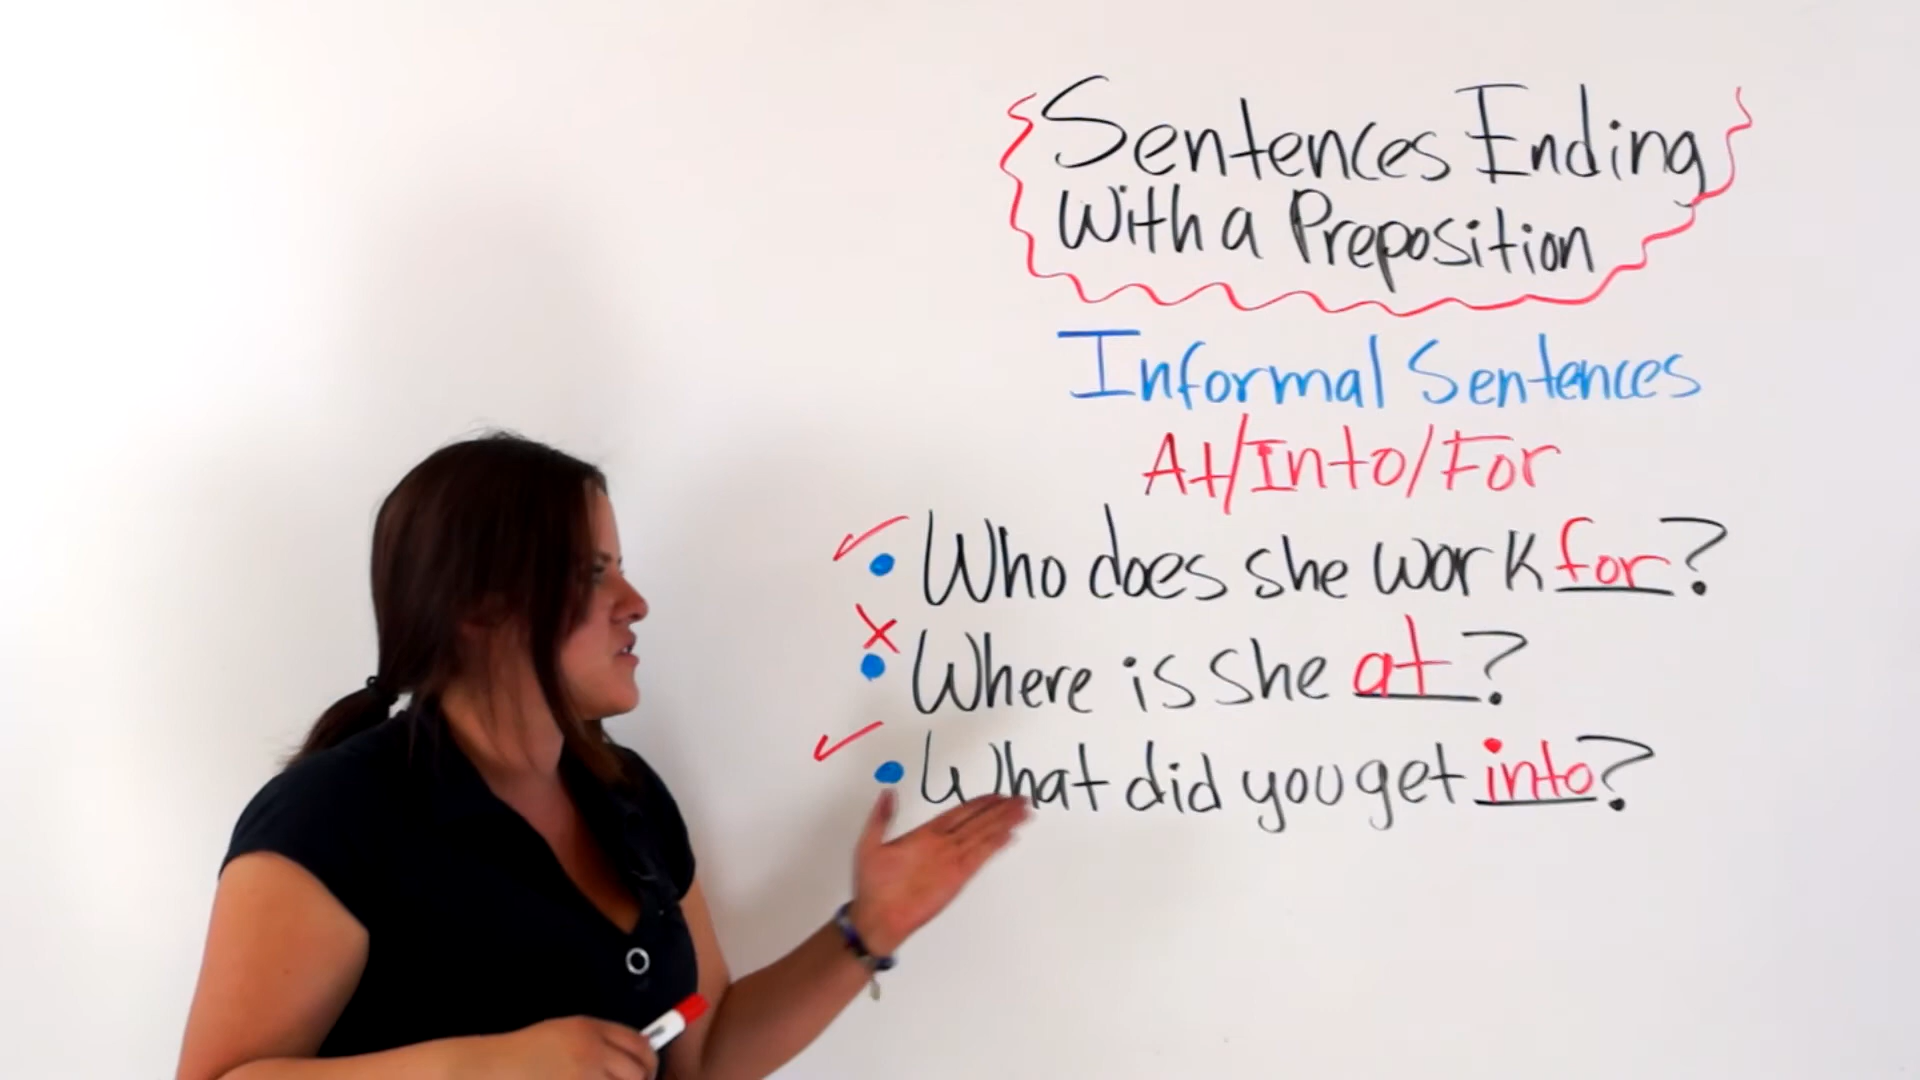 Sentences Ending
With a Preposition
Informal Sentences
At/Into/For
Who does she work for?
Where is she at?
What did you get into?